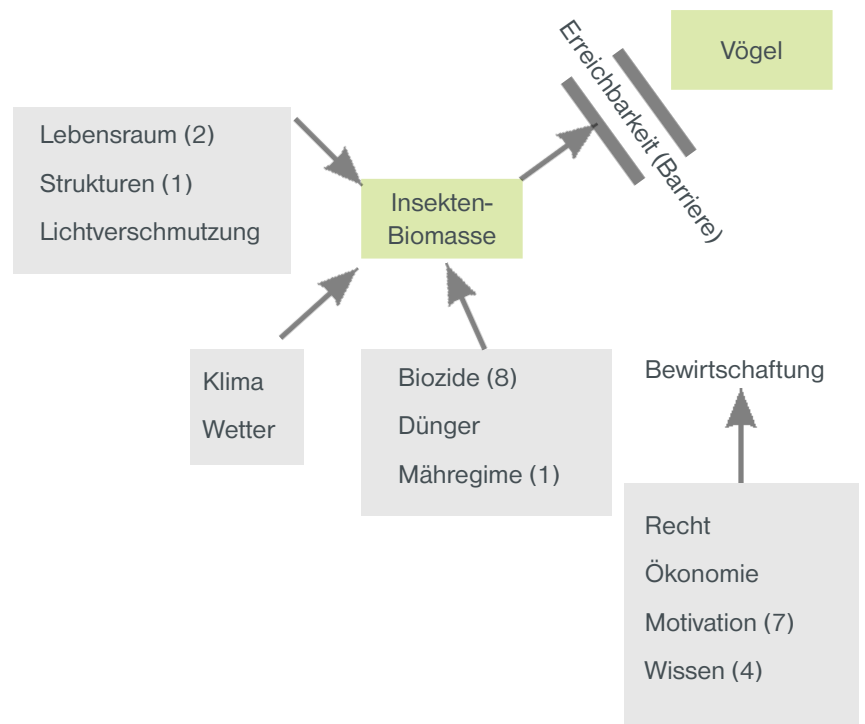 Vögel
Erreichbarkeit (Barriere)
Lebensraum (2)
Strukturen (1)
Lichtverschmutzung
Insekten-
Biomasse
Klima
Wetter
Biozide (8)
Dünger
Mähregime (1)
Bewirtschaftung
Recht
Ökonomie
Motivation (7)
Wissen (4)